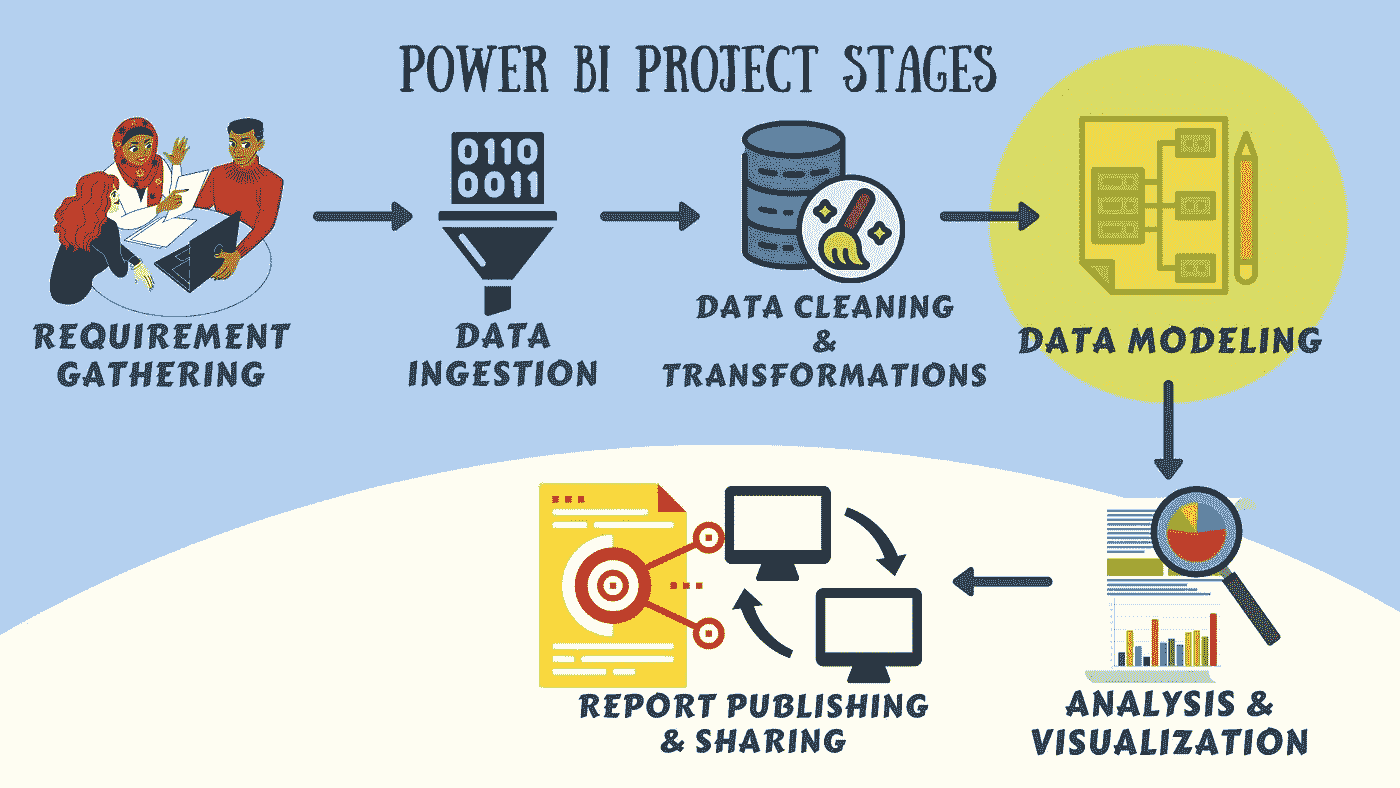 POWER BI PROJECT STAGES
0110
0011
REQUIREMENT
GATHERING
DATA
INGESTION
DATA CLEANING
&
TRANSFORMATIONS
DATA MODELING
REPORT PUBLISHING
& SHARING
ANALYSIS &
VISUALIZATION